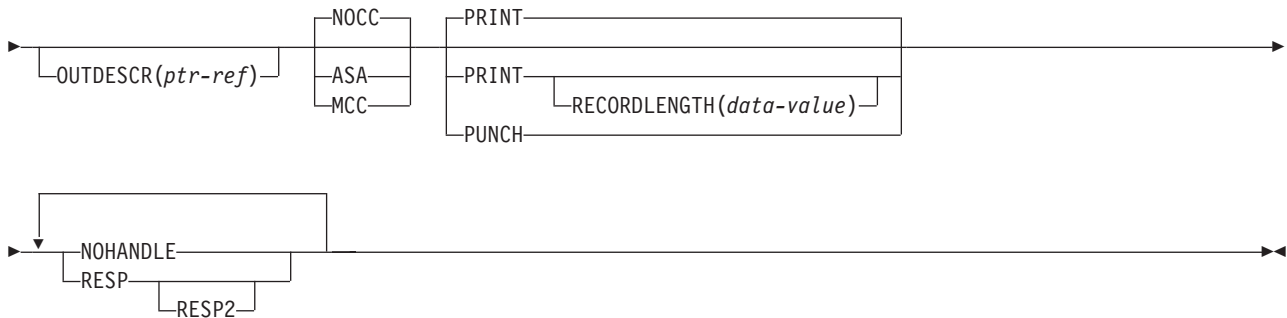 NOCC PRINT
OUTDESCR(ptr-ref) ASA PRINT
MCC RECORDLENGTH(data-value)
PUNCH
NOHANDLE
RESP
RESP2